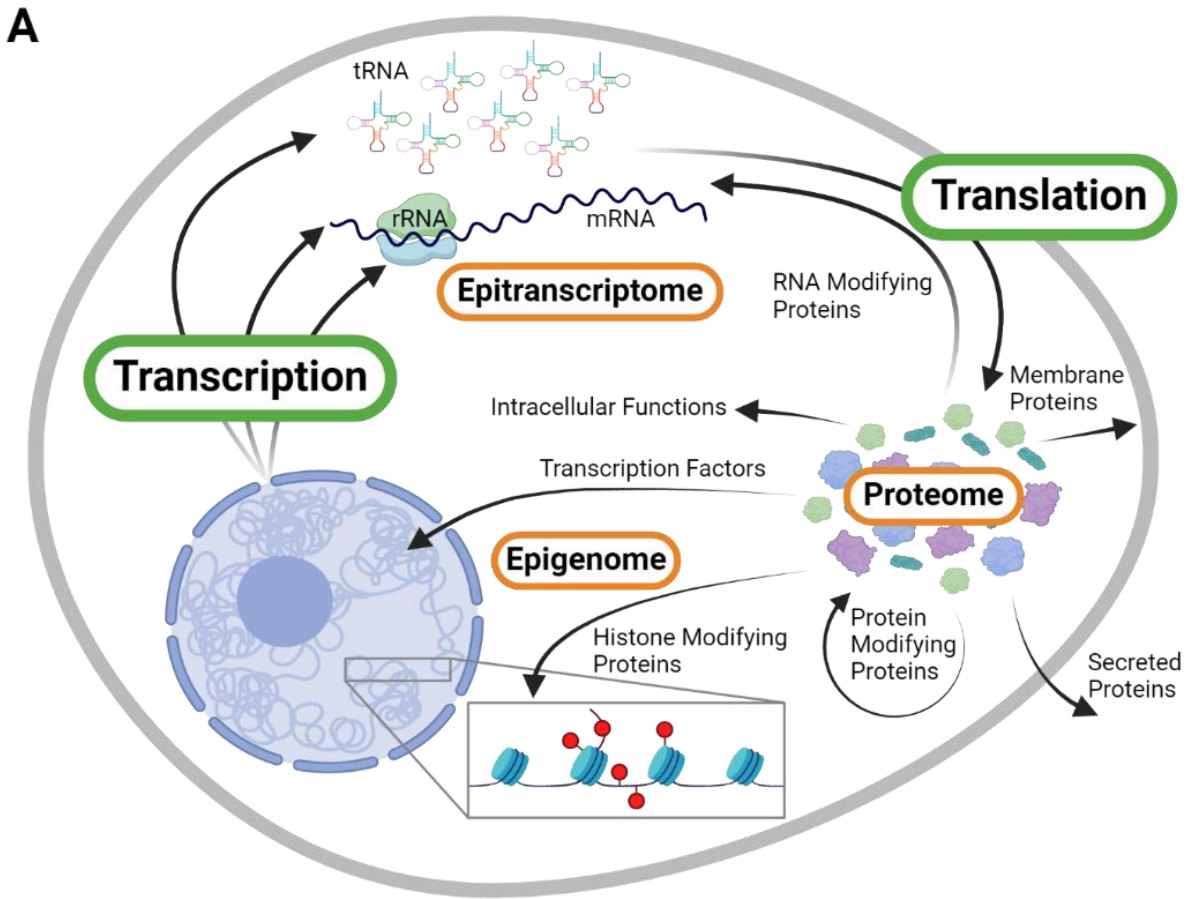 A
tRNA
rRNA
mRNA
Translation
Epitranscriptome
RNA Modifying
Proteins
Transcription
Membrane
Proteins
Intracellular Functions
Transcription Factors
Proteome
Epigenome
Histone Modifying
Proteins
Protein
Modifying
Proteins
Secreted
Proteins